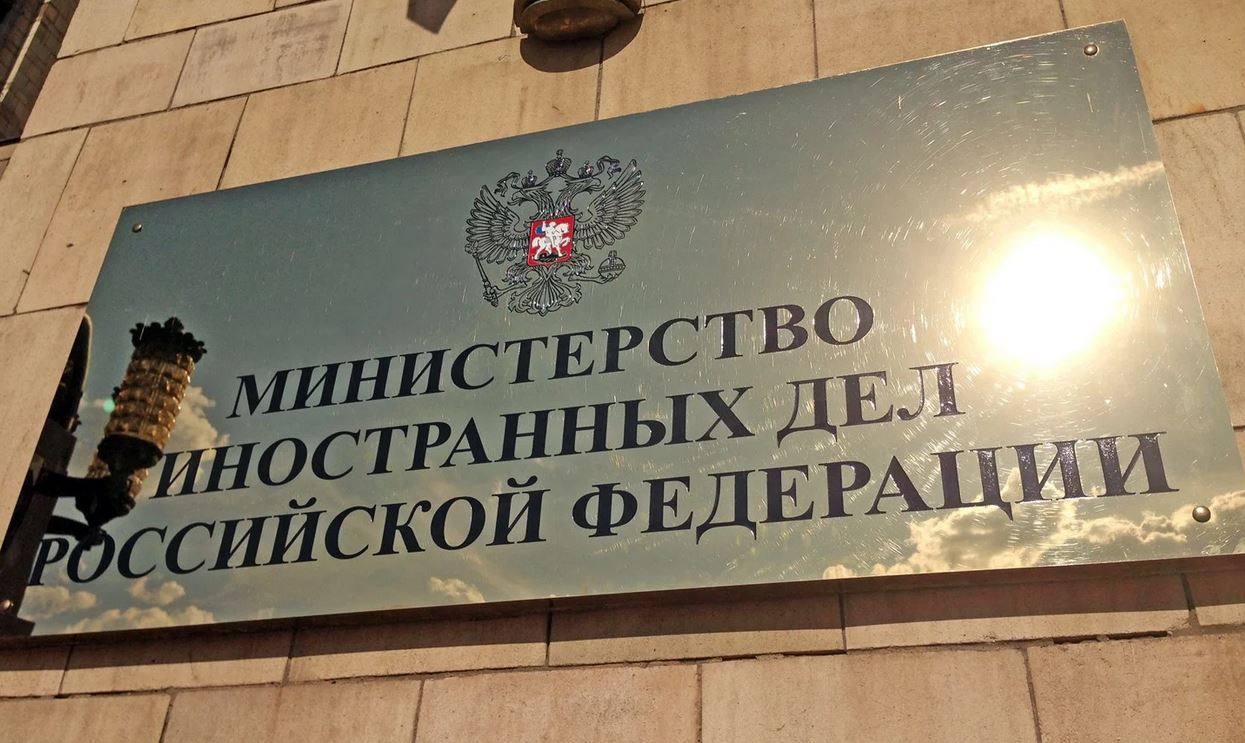 МИНИСТЕРСТВО
ИНОСТРАННЫХ ДЕЛ
РОССИЙСКОЙ ФЕДЕРАЦИИ